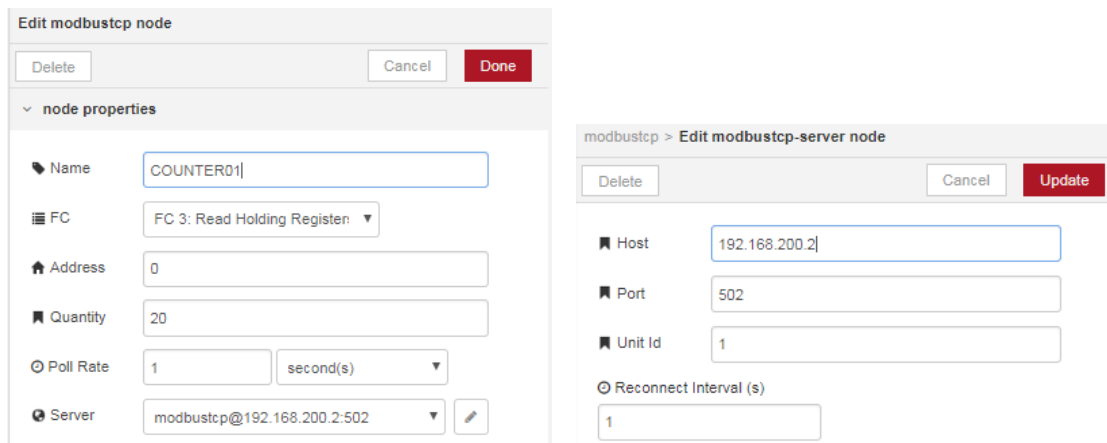 Edit modbustcp node
Delete
Cancel
Done
node properties
Name
COUNTER01
FC
FC 3: Read Holding Register
Address
0
Quantity
20
Poll Rate
1
second(s)
Server
modbustcp@192.168.200.2:502
modbustcp > Edit modbustcp-server node
Delete
Cancel
Update
Host
192.168.200.2
Port
502
Unit Id
1
Reconnect Interval (s)
1